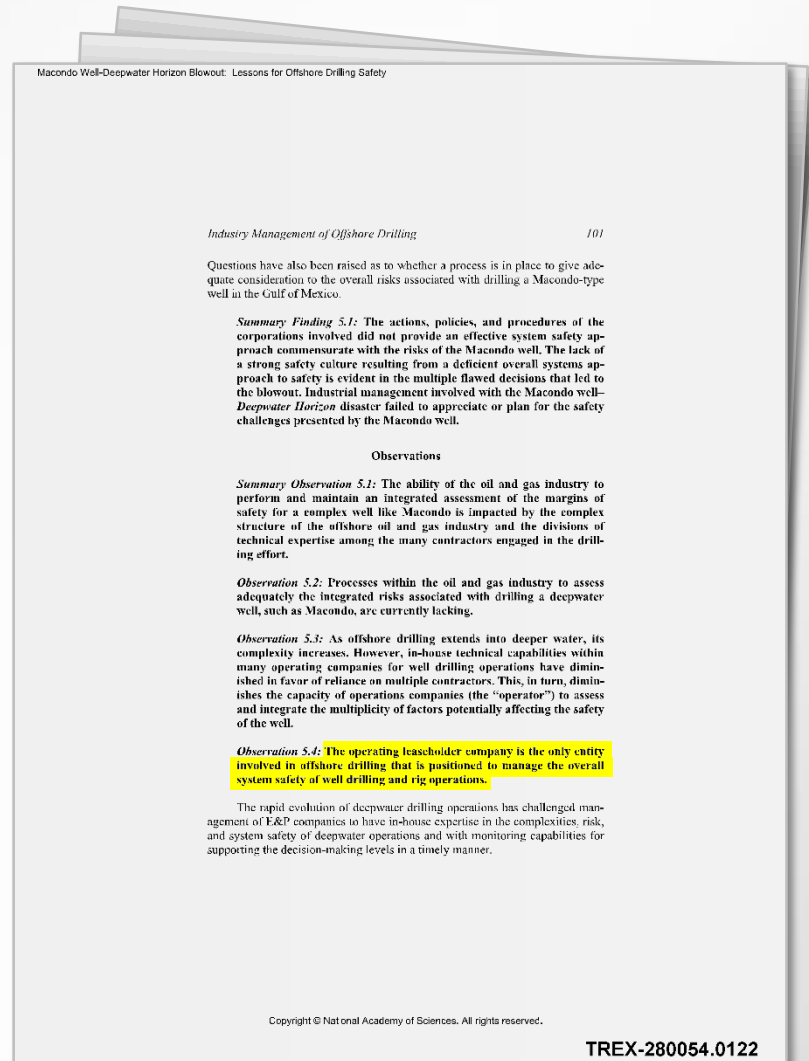 Macondo Well-Deepwater Horizon Blowout: Lessons for Offshore Drilling Safety
Industry Management of Offshore Drilling 101
Questions have also been raised as to whether a process is in place to give ade-
quate consideration to the overall risks associated with drilling a Macondo-type
well in the Gulf of Mexico.
Summary Finding 5.1: The actions, policies, and procedures of the
corporations involved did not provide an effective system safety ap-
proach commensurate with the risks of the Macondo well. The lack of
a strong safety culture resulting from a deficient overall systems ap-
proach to safety is evident in the multiple flawed decisions that led to
the blowout. Industrial management involved with the Macondo well–
Deepwater Horizon disaster failed to appreciate or plan for the safety
challenges presented by the Macondo well.
Observations
Summary Observation 5.1: The ability of the oil and gas industry to
perform and maintain an integrated assessment of the margins of
safety for a complex well like Macondo is impacted by the complex
structure of the offshore oil and gas industry and the divisions of
technical expertise among the many contractors engaged in the drill-
ing effort.
Observation 5.2: Processes within the oil and gas industry to assess
adequately the integrated risks associated with drilling a deepwater
well, such as Macondo, are currently lacking.
Observation 5.3: As offshore drilling extends into deeper water, its
complexity increases. However, in-house technical capabilities within
many operating companies for well drilling operations have dimin-
ished in favor of reliance on multiple contractors. This, in turn, dimin-
ishes the capacity of operations companies (the “operator”) to assess
and integrate the multiplicity of factors potentially affecting the safety
of the well.
Observation 5.4: The operating leaseholder company is the only entity
involved in offshore drilling that is positioned to manage the overall
system safety of well drilling and rig operations.
The rapid evolution of deepwater drilling operations has challenged man-
agement of E&P companies to have in-house expertise in the complexities, risk,
and system safety of deepwater operations and with monitoring capabilities for
supporting the decision-making levels in a timely manner.
Copyright © National Academy of Sciences. All rights reserved.
TREX-280054.0122